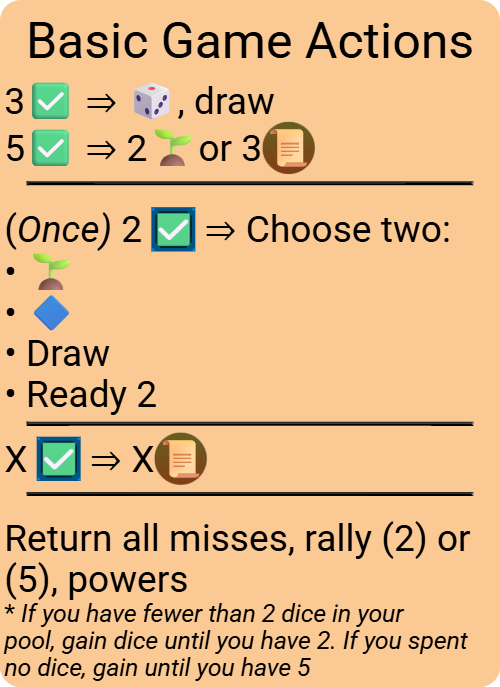 Basic Game Actions
3 ✅ ⇒ 🎲, draw
5 ✅ ⇒ 2 🌱 or 3 📜
(Once) 2 ✅ ⇒ Choose two:
• 🌱
• 🔷
• Draw
• Ready 2
X ✅ ⇒ X 📜
Return all misses, rally (2) or
(5), powers
* If you have fewer than 2 dice in your
pool, gain dice until you have 2. If you spent
no dice, gain until you have 5